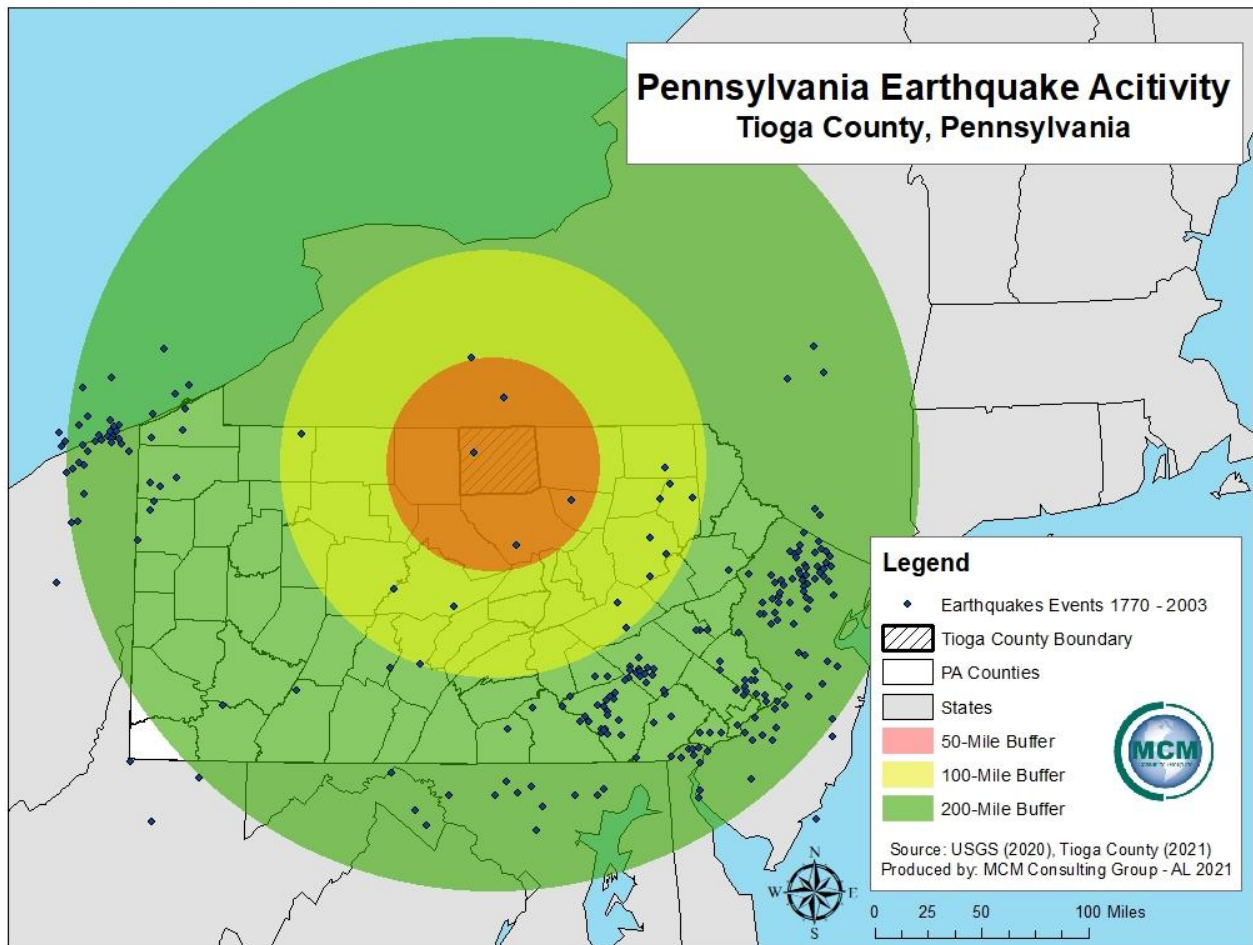 Pennsylvania Earthquake Acitivity
Tioga County, Pennsylvania
Legend
Earthquakes Events 1770 - 2003
Tioga County Boundary
PA Counties
States
50-Mile Buffer
100-Mile Buffer
200-Mile Buffer
MCM
Source: USGS (2020), Tioga County (2021)
Produced by: MCM Consulting Group - AL 2021
N
W E
S
0 25 50 100 Miles